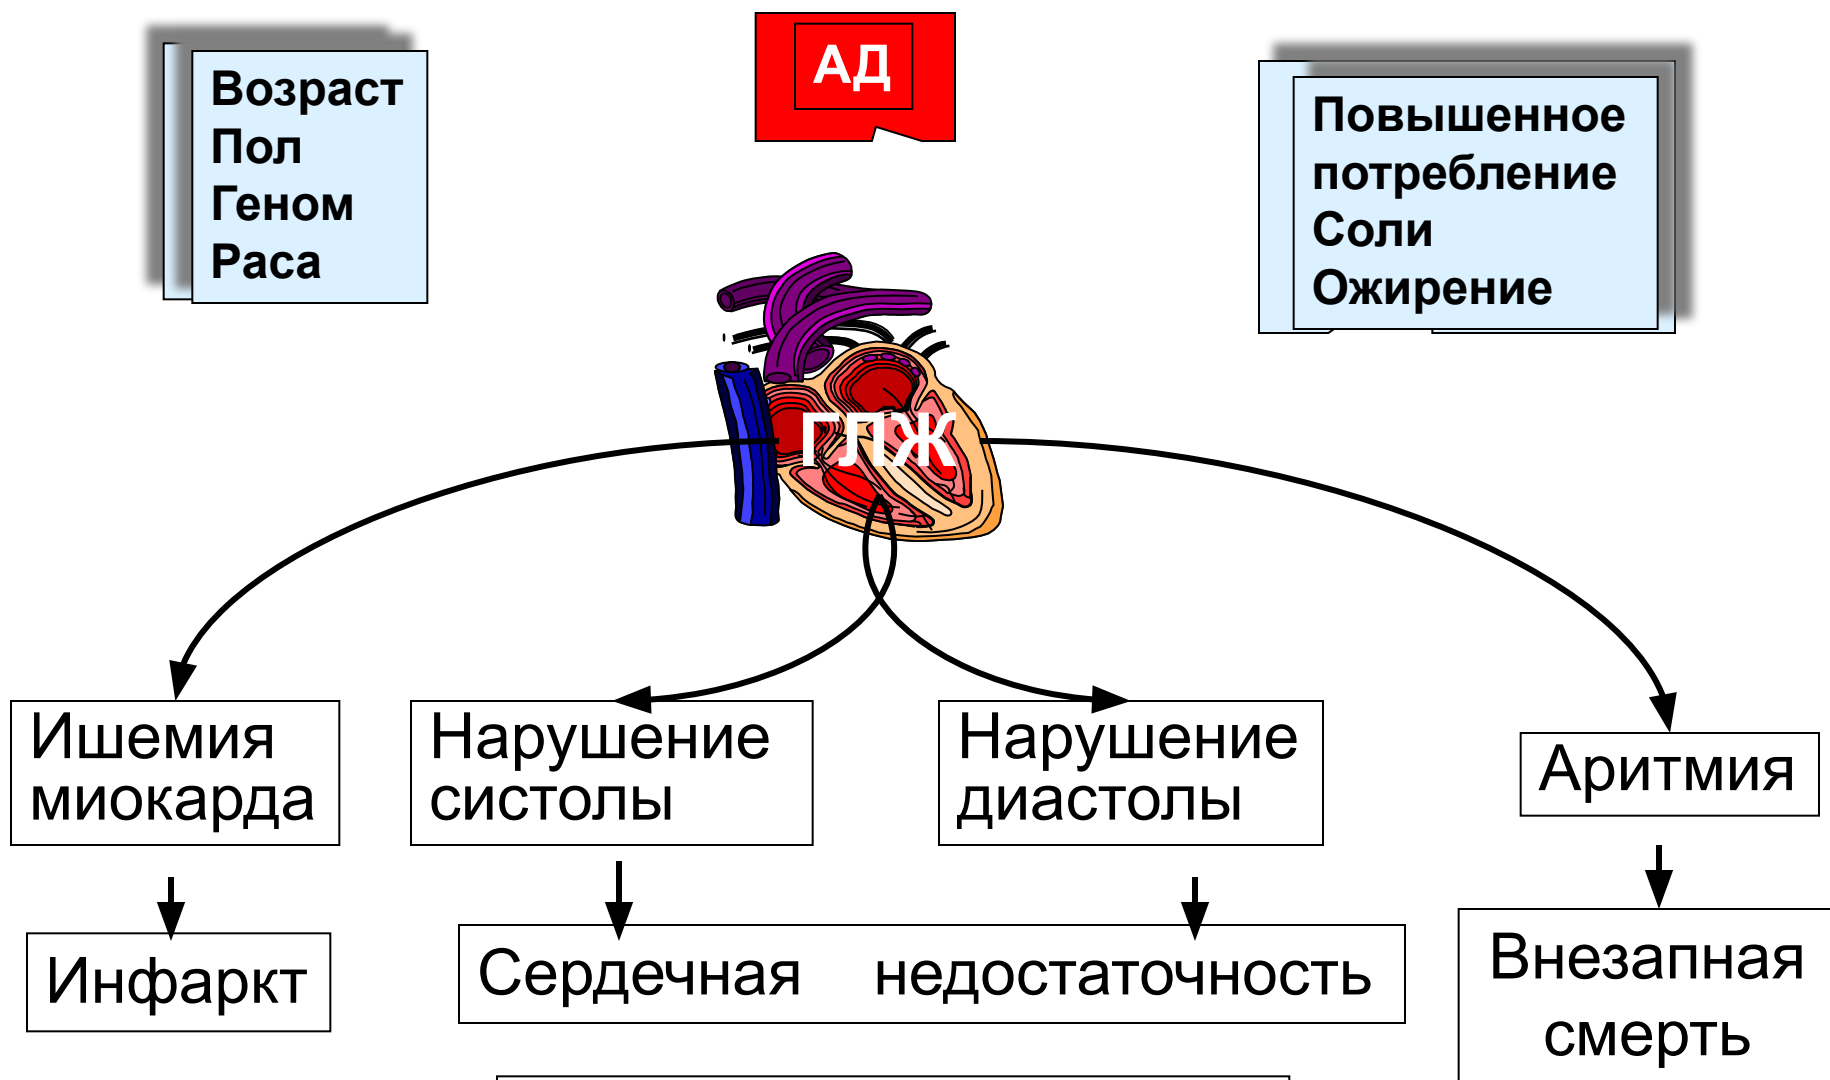 АД
Возраст
Пол
Геном
Раса
Повышенное
потребление
Соли
Ожирение
ГЛЖ
Ишемия
миокарда
Нарушение
систолы
Нарушение
диастолы
Аритмия
Инфаркт
Сердечная недостаточность
Внезапная
смерть